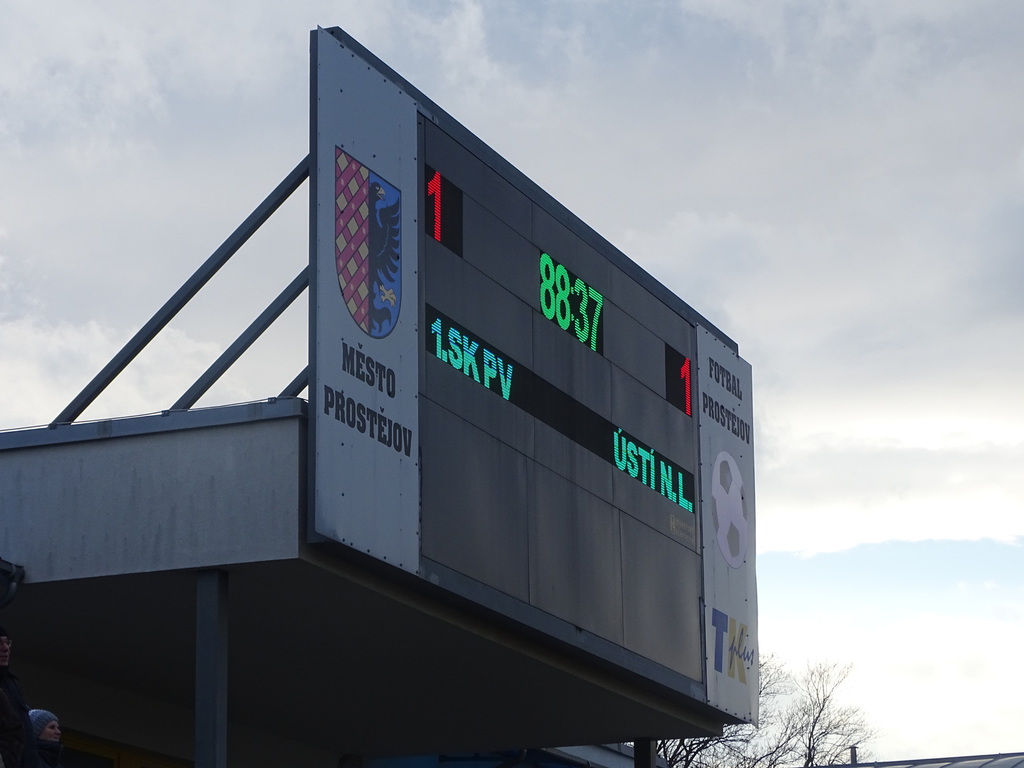 1
88:37
1
1.SK PV
ÚSTÍ N.L.
MĚSTO
PROSTĚJOV
FOTBAL
PROSTĚJOV
TK plus